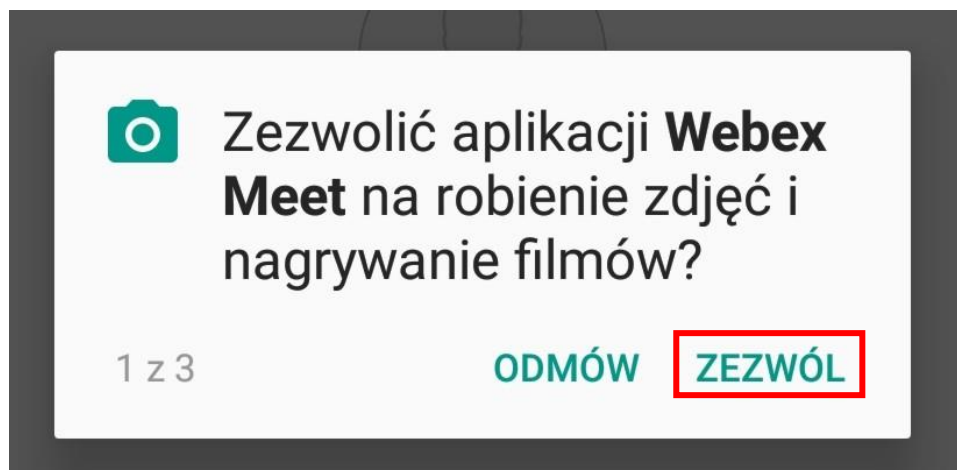 Zezwolić aplikacji Webex
Meet na robienie zdjęć i
nagrywanie filmów?
1 z 3
ODMÓW ZEZWÓL